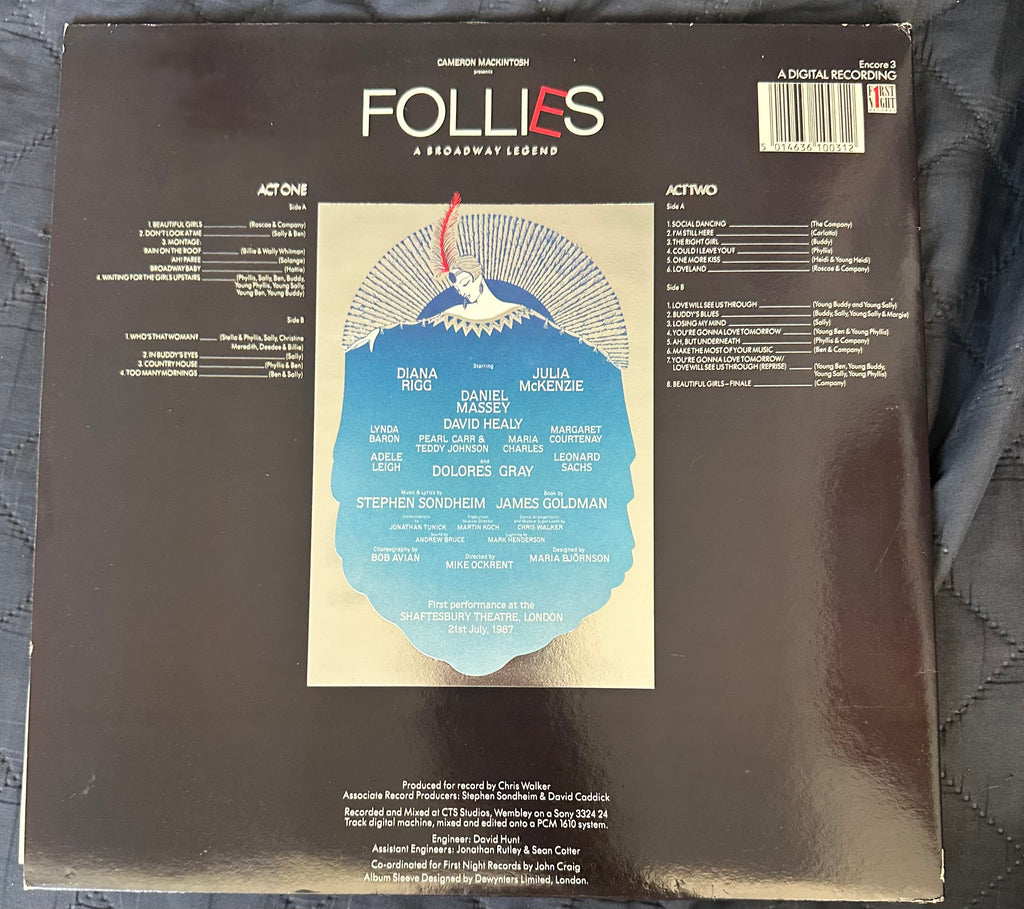 CAMERON MACKINTOSH
presents
FOLLIES
A BROADWAY LEGEND
Encore 3
A DIGITAL RECORDING
F1RST NIGHT
RECORDS
5 014636 100312
ACT ONE
Side A
1. BEAUTIFUL GIRLS (Roscoe & Company)
2. DON'T LOOK AT ME (Sally & Ben)
3. MONTAGE:
RAIN ON THE ROOF (Billie & Wally Whitman)
AH! PAREE (Solange)
BROADWAY BABY (Hattie)
4. WAITING FOR THE GIRLS UPSTAIRS (Phyllis, Sally, Ben, Buddy,
Young Phyllis, Young Sally,
Young Ben, Young Buddy)
Side B
1. WHO'S THAT WOMAN? (Stella & Phyllis, Sally, Christine
Meredith, Deedee & Billie)
2. IN BUDDY'S EYES (Sally)
3. COUNTRY HOUSE (Phyllis & Ben)
4. TOO MANY MORNINGS (Ben & Sally)
ACT TWO
Side A
1. SOCIAL DANCING (The Company)
2. I'M STILL HERE (Carlotta)
3. THE RIGHT GIRL (Buddy)
4. COULD I LEAVE YOU? (Phyllis)
5. ONE MORE KISS (Heidi & Young Heidi)
6. LOVELAND (Roscoe & Company)
Side B
1. LOVE WILL SEE US THROUGH (Young Buddy and Young Sally)
2. BUDDY'S BLUES (Buddy, Sally, Young Sally & Margie)
3. LOSING MY MIND (Sally)
4. YOU'RE GONNA LOVE TOMORROW (Young Ben & Young Phyllis)
5. AH, BUT UNDERNEATH (Phyllis & Company)
6. MAKE THE MOST OF YOUR MUSIC (Ben & Company)
7. YOU'RE GONNA LOVE TOMORROW/
LOVE WILL SEE US THROUGH (REPRISE) (Young Ben, Young Buddy,
Young Sally, Young Phyllis)
8. BEAUTIFUL GIRLS – FINALE (Company)
Starring
DIANA RIGG
JULIA McKENZIE
DANIEL MASSEY
DAVID HEALY
LYNDA BARON
PEARL CARR & TEDDY JOHNSON
MARIA CHARLES
MARGARET COURTENAY
ADELE LEIGH
and
DOLORES GRAY
LEONARD SACHS
Music & Lyrics by
STEPHEN SONDHEIM
Book by
JAMES GOLDMAN
Orchestrations by
JONATHAN TUNICK
Production Musical Director
MARTIN KOCH
Dance arrangements and Musical Supervision by
CHRIS WALKER
Sound by
ANDREW BRUCE
Lighting by
MARK HENDERSON
Choreography by
BOB AVIAN
Directed by
MIKE OCKRENT
Designed by
MARIA BJÖRNSON
First performance at the
SHAFTESBURY THEATRE, LONDON
21st July, 1987
Produced for record by Chris Walker
Associate Record Producers: Stephen Sondheim & David Caddick
Recorded and Mixed at CTS Studios, Wembley on a Sony 3324 24
Track digital machine, mixed and edited onto a PCM 1610 system.
Engineer: David Hunt
Assistant Engineers: Jonathan Rutley & Sean Cotter
Co-ordinated for First Night Records by John Craig
Album Sleeve Designed by Dewynters Limited, London.